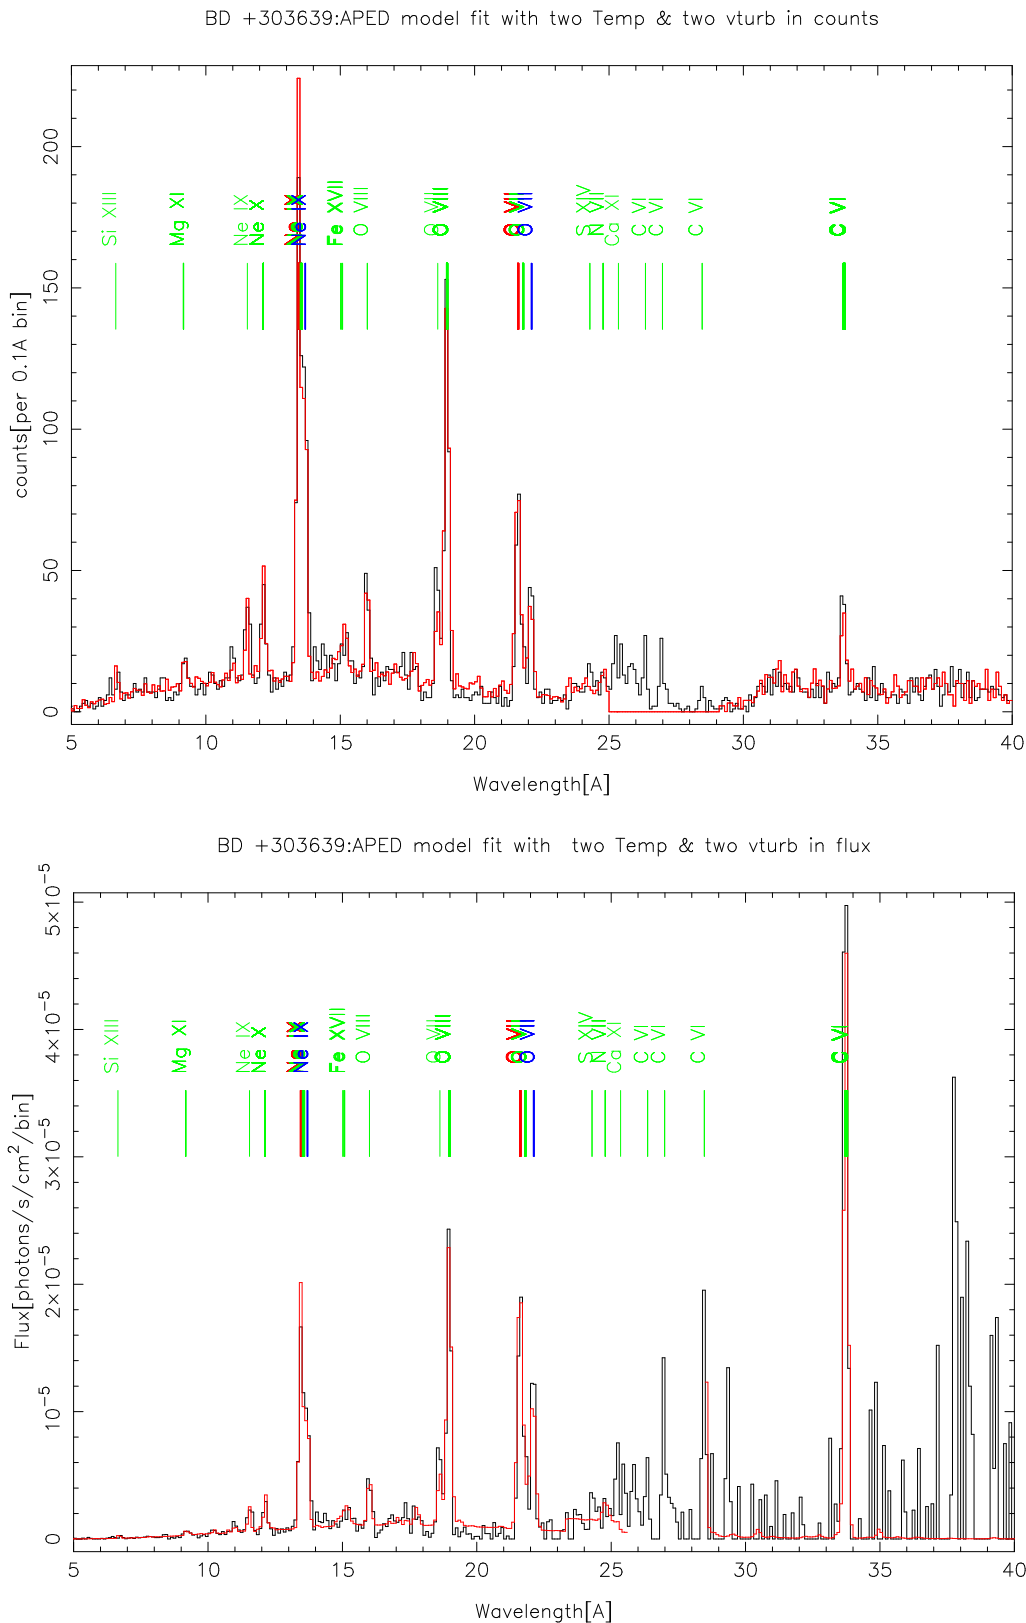 BD +303639:APED model fit with two Temp & two vturb in counts
counts[per 0.1A bin]
0 50 100 150 200
Si XIII
Mg XI
Ne IX
Ne X
Ne IX
Fe XVII
O VIII
O VIII
O VII
S XIV
N VII
Ca XI
C VI
C VI
C VI
C VI
5 10 15 20 25 30 35 40
Wavelength[A]
BD +303639:APED model fit with two Temp & two vturb in flux
Flux[photons/s/cm²/bin]
0 10⁻⁵ 2×10⁻⁵ 3×10⁻⁵ 4×10⁻⁵ 5×10⁻⁵
Si XIII
Mg XI
Ne IX
Ne X
Ne IX
Fe XVII
O VIII
O VIII
O VII
S XIV
N VII
Ca XI
C VI
C VI
C VI
C VI
5 10 15 20 25 30 35 40
Wavelength[A]